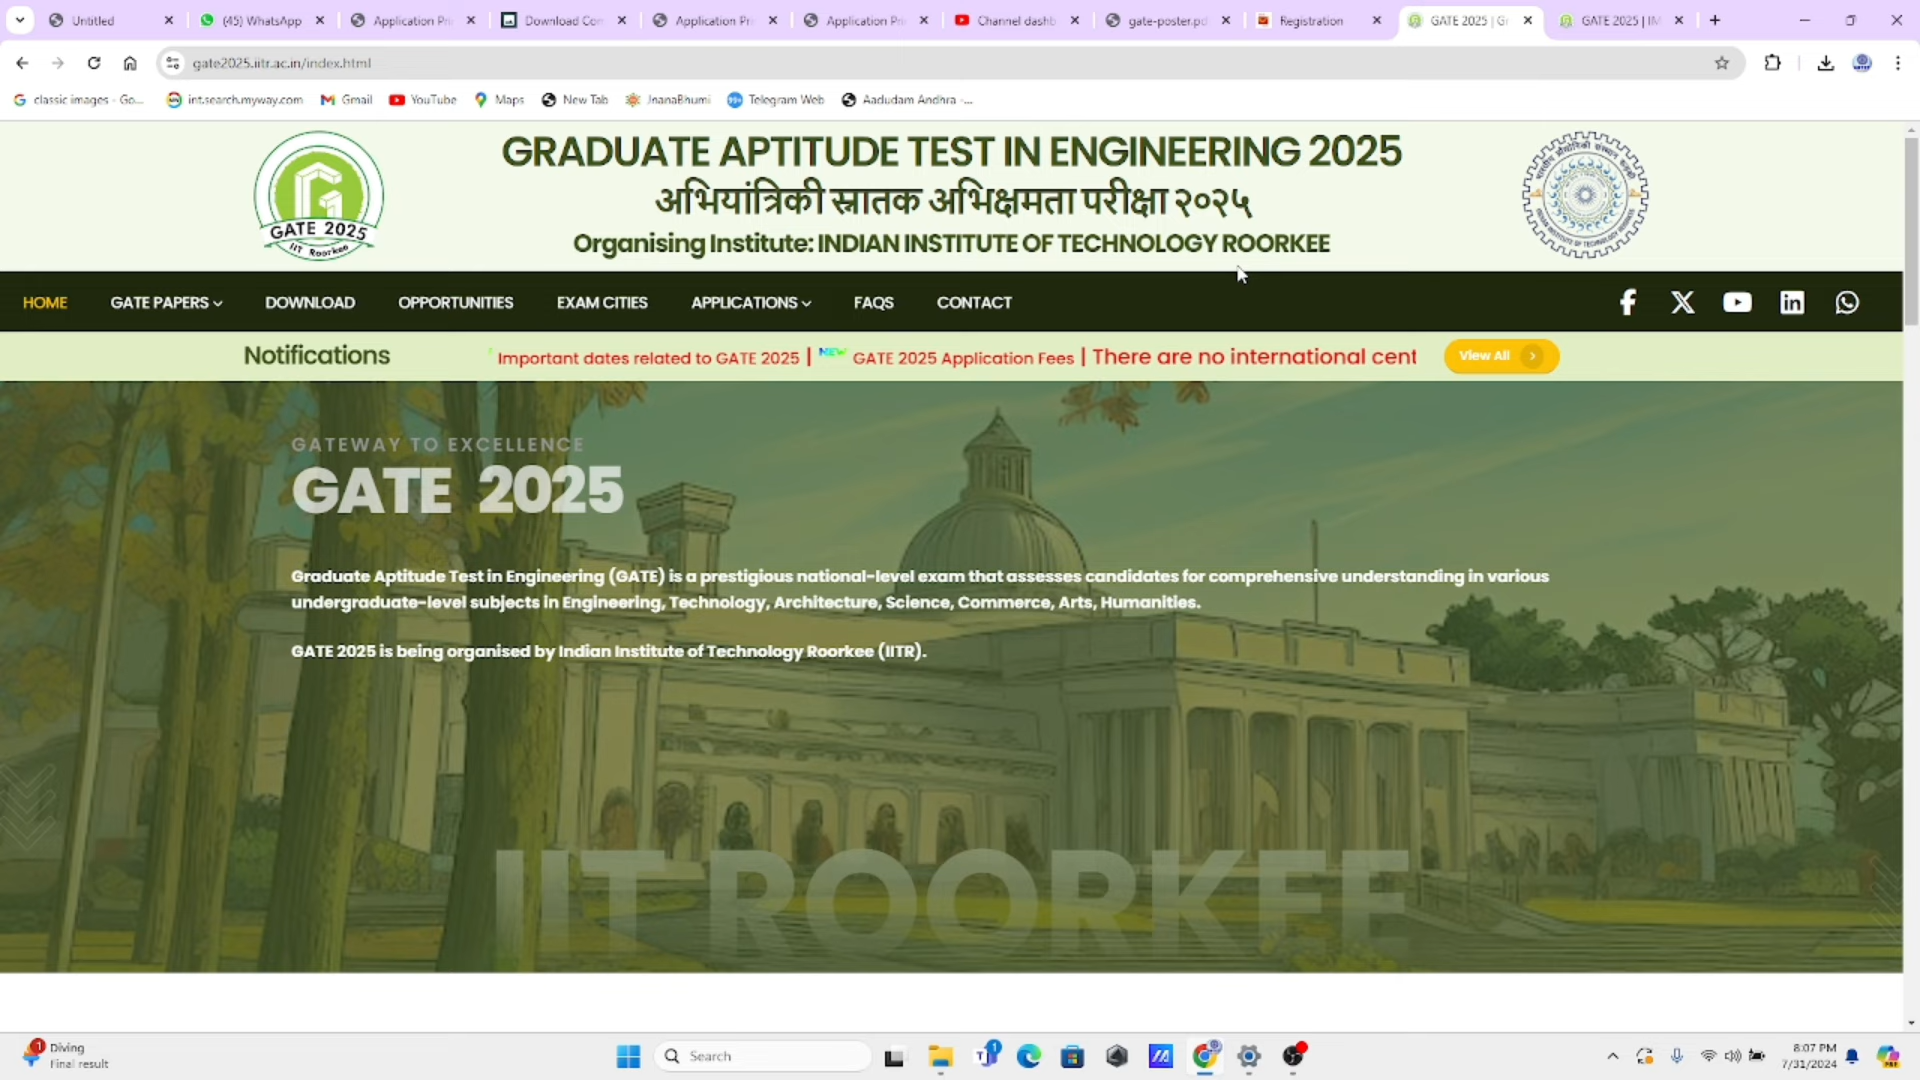 Untitled
(45) WhatsApp
Application Pri
Download Con
Application Pri
Application Pri
Channel dashb
gate-poster.pd
Registration
GATE 2025 | Gr
GATE 2025 | IM
gate2025.iitr.ac.in/index.html
classic images - Go...
int.search.myway.com
Gmail
YouTube
Maps
New Tab
JnanaBhumi
Telegram Web
Aadudam Andhra -...
GRADUATE APTITUDE TEST IN ENGINEERING 2025
अभियांत्रिकी स्नातक अभिक्षमता परीक्षा २०२५
Organising Institute: INDIAN INSTITUTE OF TECHNOLOGY ROORKEE
GATE 2025
IIT Roorkee
HOME
GATE PAPERS
DOWNLOAD
OPPORTUNITIES
EXAM CITIES
APPLICATIONS
FAQS
CONTACT
Notifications
Important dates related to GATE 2025 | NEW GATE 2025 Application Fees | There are no international cent
View All
GATEWAY TO EXCELLENCE
GATE 2025
Graduate Aptitude Test in Engineering (GATE) is a prestigious national-level exam that assesses candidates for comprehensive understanding in various
undergraduate-level subjects in Engineering, Technology, Architecture, Science, Commerce, Arts, Humanities.
GATE 2025 is being organised by Indian Institute of Technology Roorkee (IITR).
IIT ROORKEE
Diving
Final result
Search
8:07 PM
7/31/2024